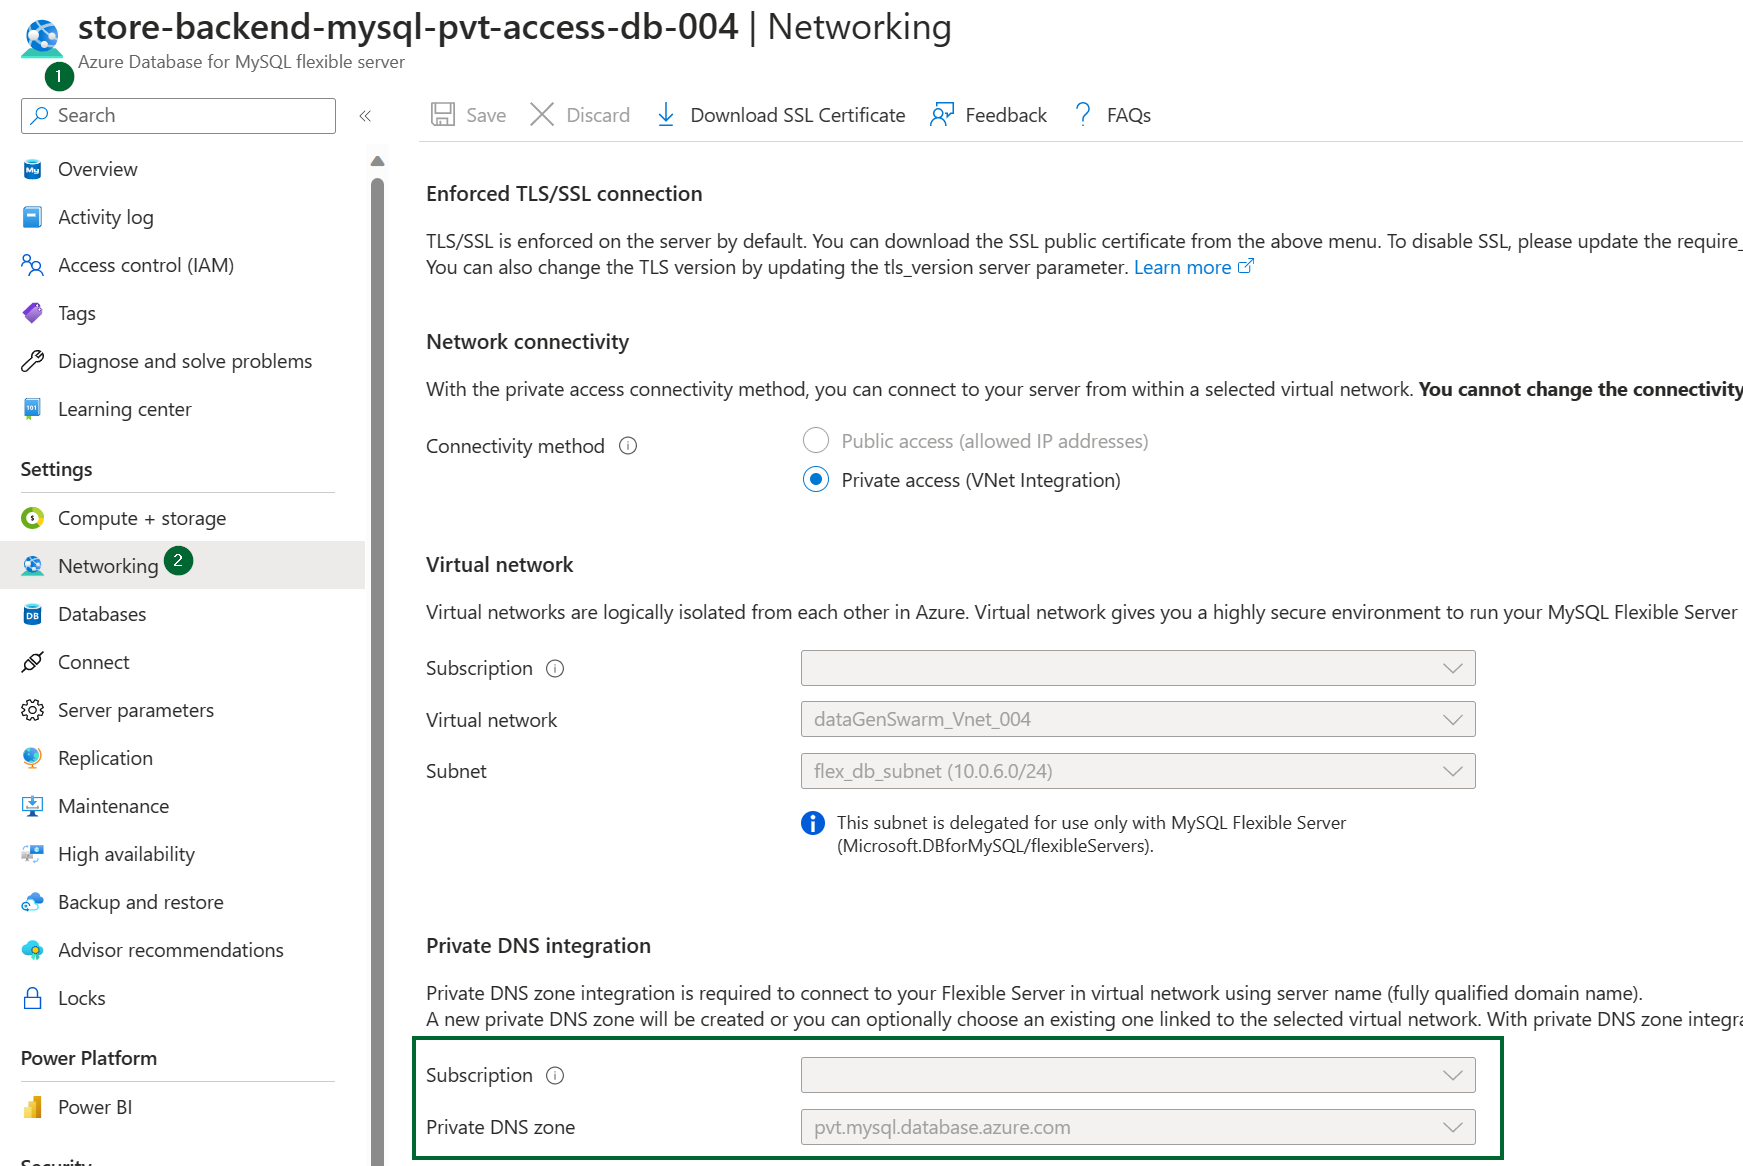 store-backend-mysql-pvt-access-db-004 | Networking
Azure Database for MySQL flexible server
1
Search
«
Save
Discard
Download SSL Certificate
Feedback
FAQs
Overview
Activity log
Access control (IAM)
Tags
Diagnose and solve problems
Learning center
Settings
Compute + storage
Networking 2
Databases
Connect
Server parameters
Replication
Maintenance
High availability
Backup and restore
Advisor recommendations
Locks
Power Platform
Power BI
Security
Enforced TLS/SSL connection
TLS/SSL is enforced on the server by default. You can download the SSL public certificate from the above menu. To disable SSL, please update the require_
You can also change the TLS version by updating the tls_version server parameter. Learn more
Network connectivity
With the private access connectivity method, you can connect to your server from within a selected virtual network. You cannot change the connectivity
Connectivity method
Public access (allowed IP addresses)
Private access (VNet Integration)
Virtual network
Virtual networks are logically isolated from each other in Azure. Virtual network gives you a highly secure environment to run your MySQL Flexible Server
Subscription
Virtual network
dataGenSwarm_Vnet_004
Subnet
flex_db_subnet (10.0.6.0/24)
This subnet is delegated for use only with MySQL Flexible Server
(Microsoft.DBforMySQL/flexibleServers).
Private DNS integration
Private DNS zone integration is required to connect to your Flexible Server in virtual network using server name (fully qualified domain name).
A new private DNS zone will be created or you can optionally choose an existing one linked to the selected virtual network. With private DNS zone integra
Subscription
Private DNS zone
pvt.mysql.database.azure.com